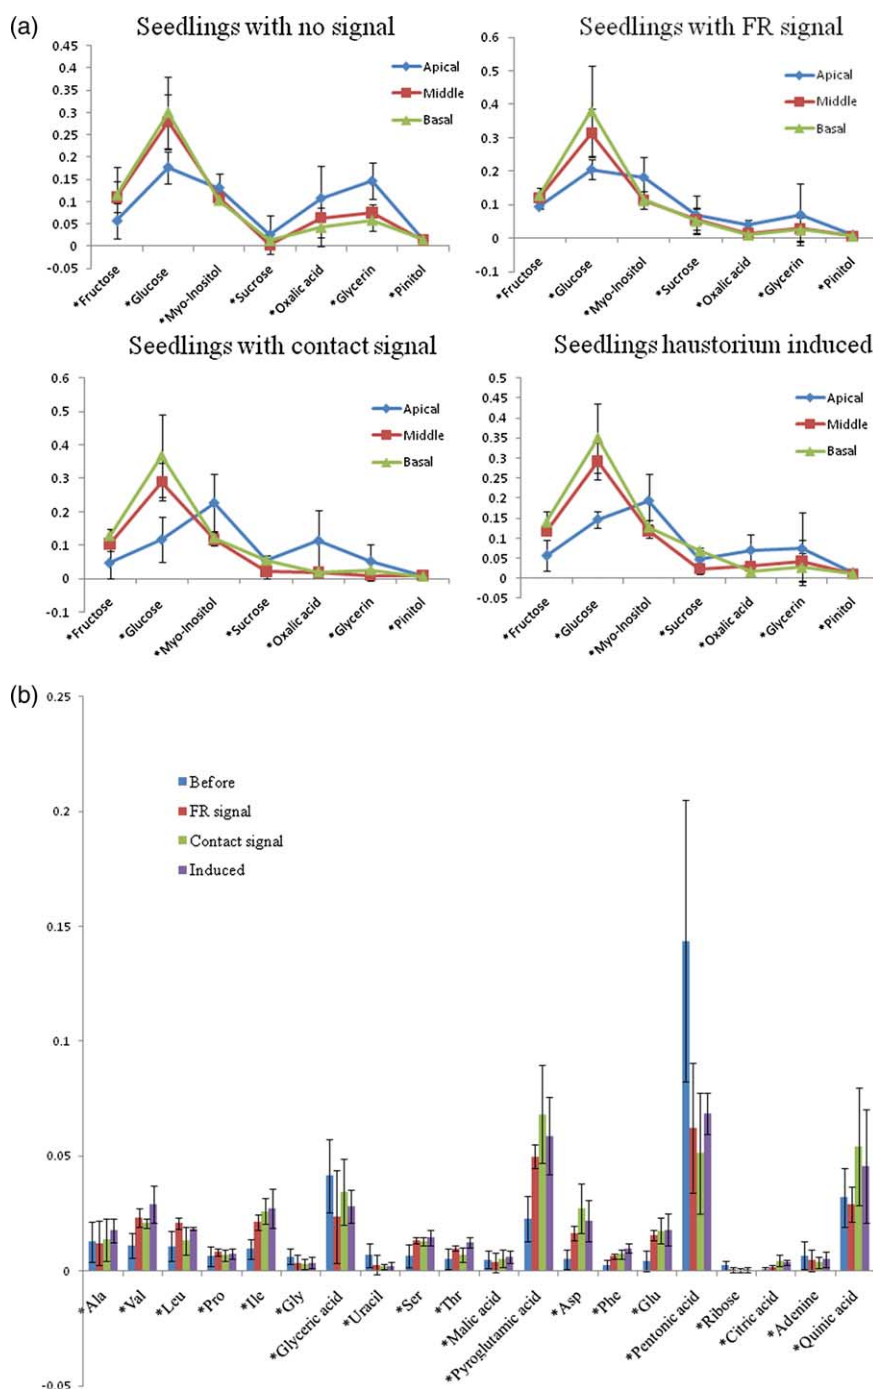 (a)
Seedlings with no signal
0.45
0.4
0.35
0.3
0.25
0.2
0.15
0.1
0.05
0
-0.05
Apical
Middle
Basal
*Fructose
*Glucose
*Myo-Inositol
*Sucrose
*Oxalic acid
*Glycerin
*Pinitol
Seedlings with FR signal
0.6
0.5
0.4
0.3
0.2
0.1
0
-0.1
Apical
Middle
Basal
*Fructose
*Glucose
*Myo-Inositol
*Sucrose
*Oxalic acid
*Glycerin
*Pinitol
Seedlings with contact signal
0.6
0.5
0.4
0.3
0.2
0.1
0
-0.1
Apical
Middle
Basal
*Fructose
*Glucose
*Myo-Inositol
*Sucrose
*Oxalic acid
*Glycerin
*Pinitol
Seedlings haustorium induced
0.5
0.45
0.4
0.35
0.3
0.25
0.2
0.15
0.1
0.05
0
-0.05
Apical
Middle
Basal
*Fructose
*Glucose
*Myo-Inositol
*Sucrose
*Oxalic acid
*Glycerin
*Pinitol
(b)
0.25
0.2
0.15
0.1
0.05
0
-0.05
Before
FR signal
Contact signal
Induced
*Ala
*Val
*Leu
*Pro
*Ile
*Gly
*Glyceric acid
*Uracil
*Ser
*Thr
*Malic acid
*Pyroglutamic acid
*Asp
*Phe
*Glu
*Pentonic acid
*Ribose
*Citric acid
*Adenine
*Quinic acid